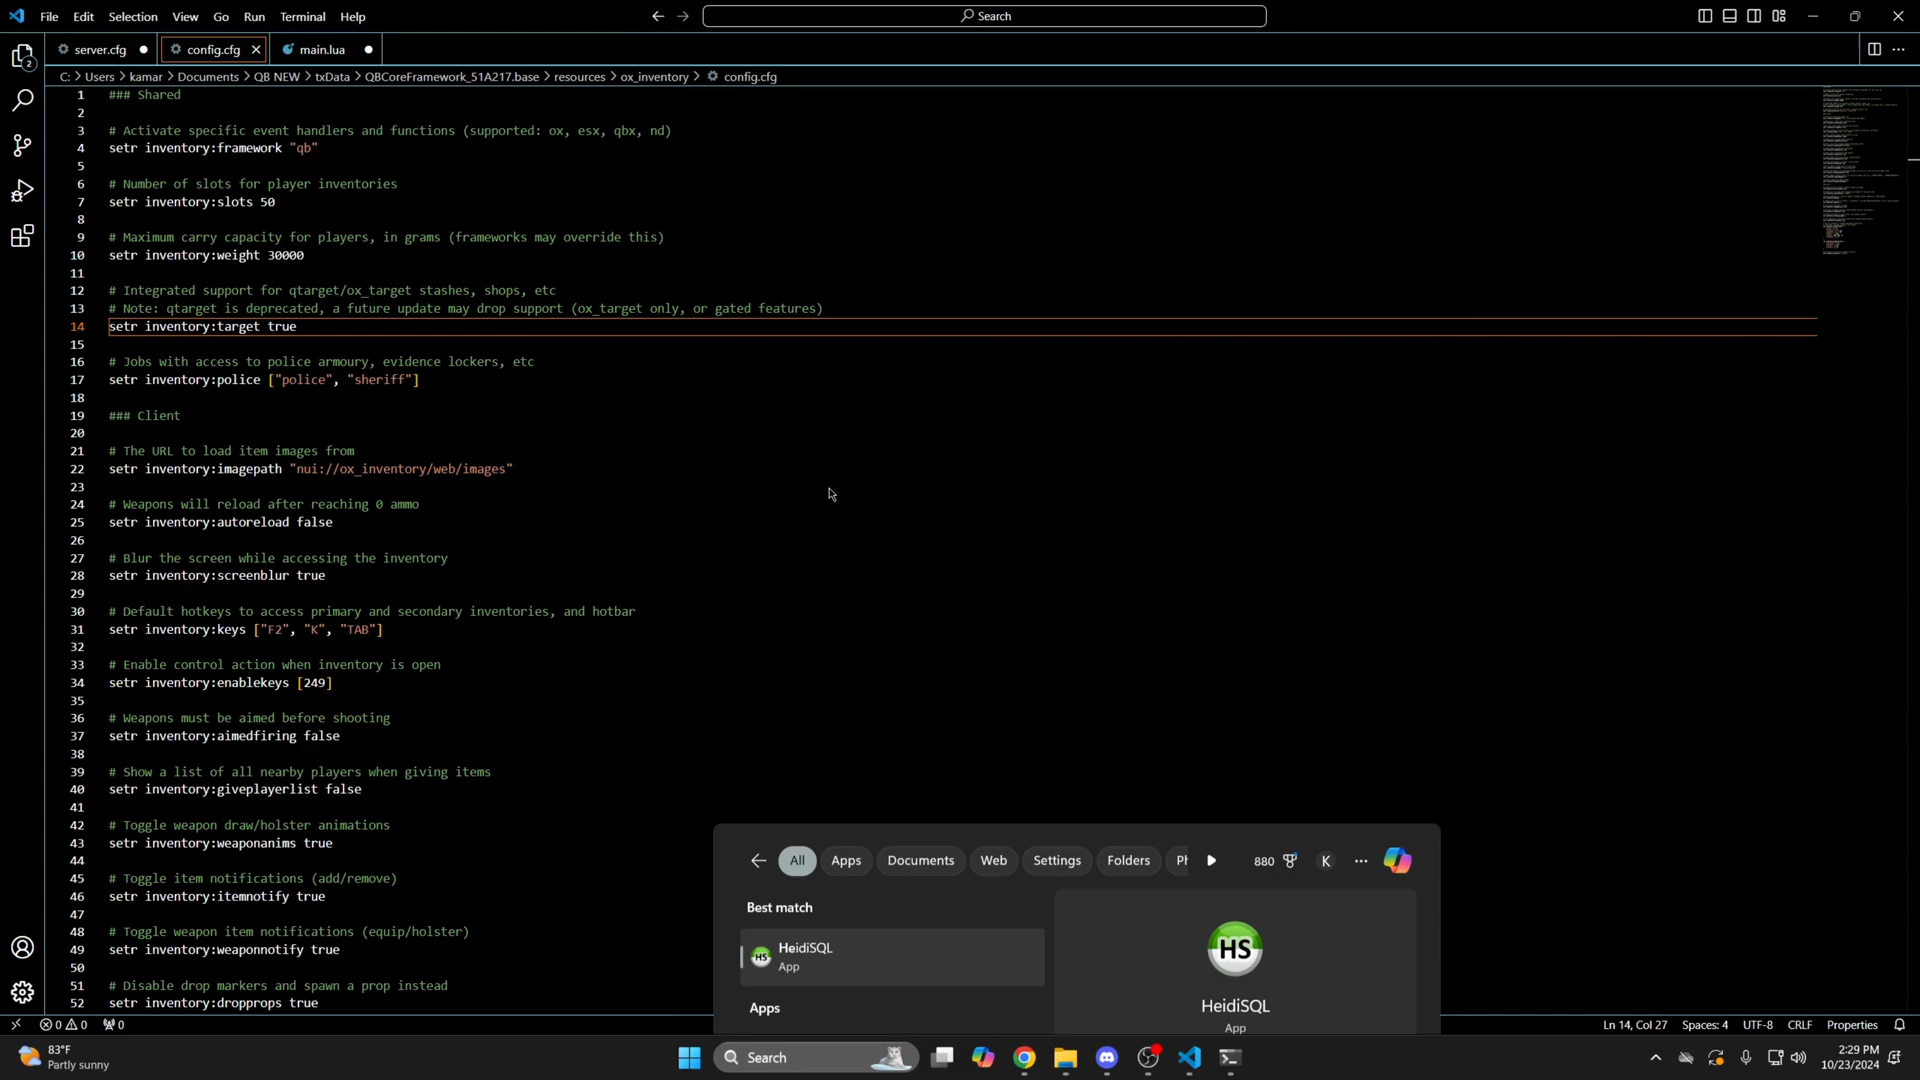 File Edit Selection View Go Run Terminal Help
Search
server.cfg
config.cfg
main.lua
2
C: > Users > kamar > Documents > QB NEW > txData > QBCoreFramework_51A217.base > resources > ox_inventory > config.cfg
1 ### Shared
2
3 # Activate specific event handlers and functions (supported: ox, esx, qbx, nd)
4 setr inventory:framework "qb"
5
6 # Number of slots for player inventories
7 setr inventory:slots 50
8
9 # Maximum carry capacity for players, in grams (frameworks may override this)
10 setr inventory:weight 30000
11
12 # Integrated support for qtarget/ox_target stashes, shops, etc
13 # Note: qtarget is deprecated, a future update may drop support (ox_target only, or gated features)
14 setr inventory:target true
15
16 # Jobs with access to police armoury, evidence lockers, etc
17 setr inventory:police ["police", "sheriff"]
18
19 ### Client
20
21 # The URL to load item images from
22 setr inventory:imagepath "nui://ox_inventory/web/images"
23
24 # Weapons will reload after reaching 0 ammo
25 setr inventory:autoreload false
26
27 # Blur the screen while accessing the inventory
28 setr inventory:screenblur true
29
30 # Default hotkeys to access primary and secondary inventories, and hotbar
31 setr inventory:keys ["F2", "K", "TAB"]
32
33 # Enable control action when inventory is open
34 setr inventory:enablekeys [249]
35
36 # Weapons must be aimed before shooting
37 setr inventory:aimedfiring false
38
39 # Show a list of all nearby players when giving items
40 setr inventory:giveplayerlist false
41
42 # Toggle weapon draw/holster animations
43 setr inventory:weaponanims true
44
45 # Toggle item notifications (add/remove)
46 setr inventory:itemnotify true
47
48 # Toggle weapon item notifications (equip/holster)
49 setr inventory:weaponnotify true
50
51 # Disable drop markers and spawn a prop instead
52 setr inventory:dropprops true
All Apps Documents Web Settings Folders Ph 880 K
Best match
HeidiSQL
App
Apps
HS
HS
HeidiSQL
App
0 0 0
Ln 14, Col 27 Spaces: 4 UTF-8 CRLF Properties
83°F
Partly sunny
Search
2:29 PM
10/23/2024